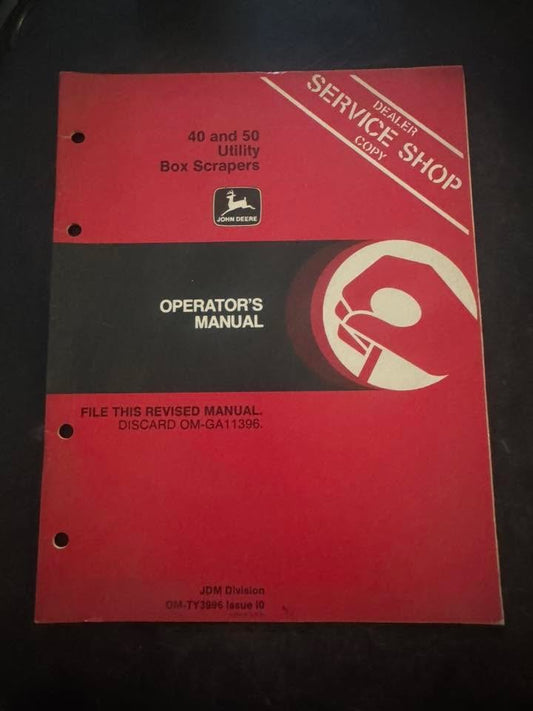 DEALER
SERVICE SHOP
COPY
40 and 50
Utility
Box Scrapers
JOHN DEERE
OPERATOR'S
MANUAL
FILE THIS REVISED MANUAL.
DISCARD OM-GA11396.
JDM Division
OM-TY3996 Issue I0